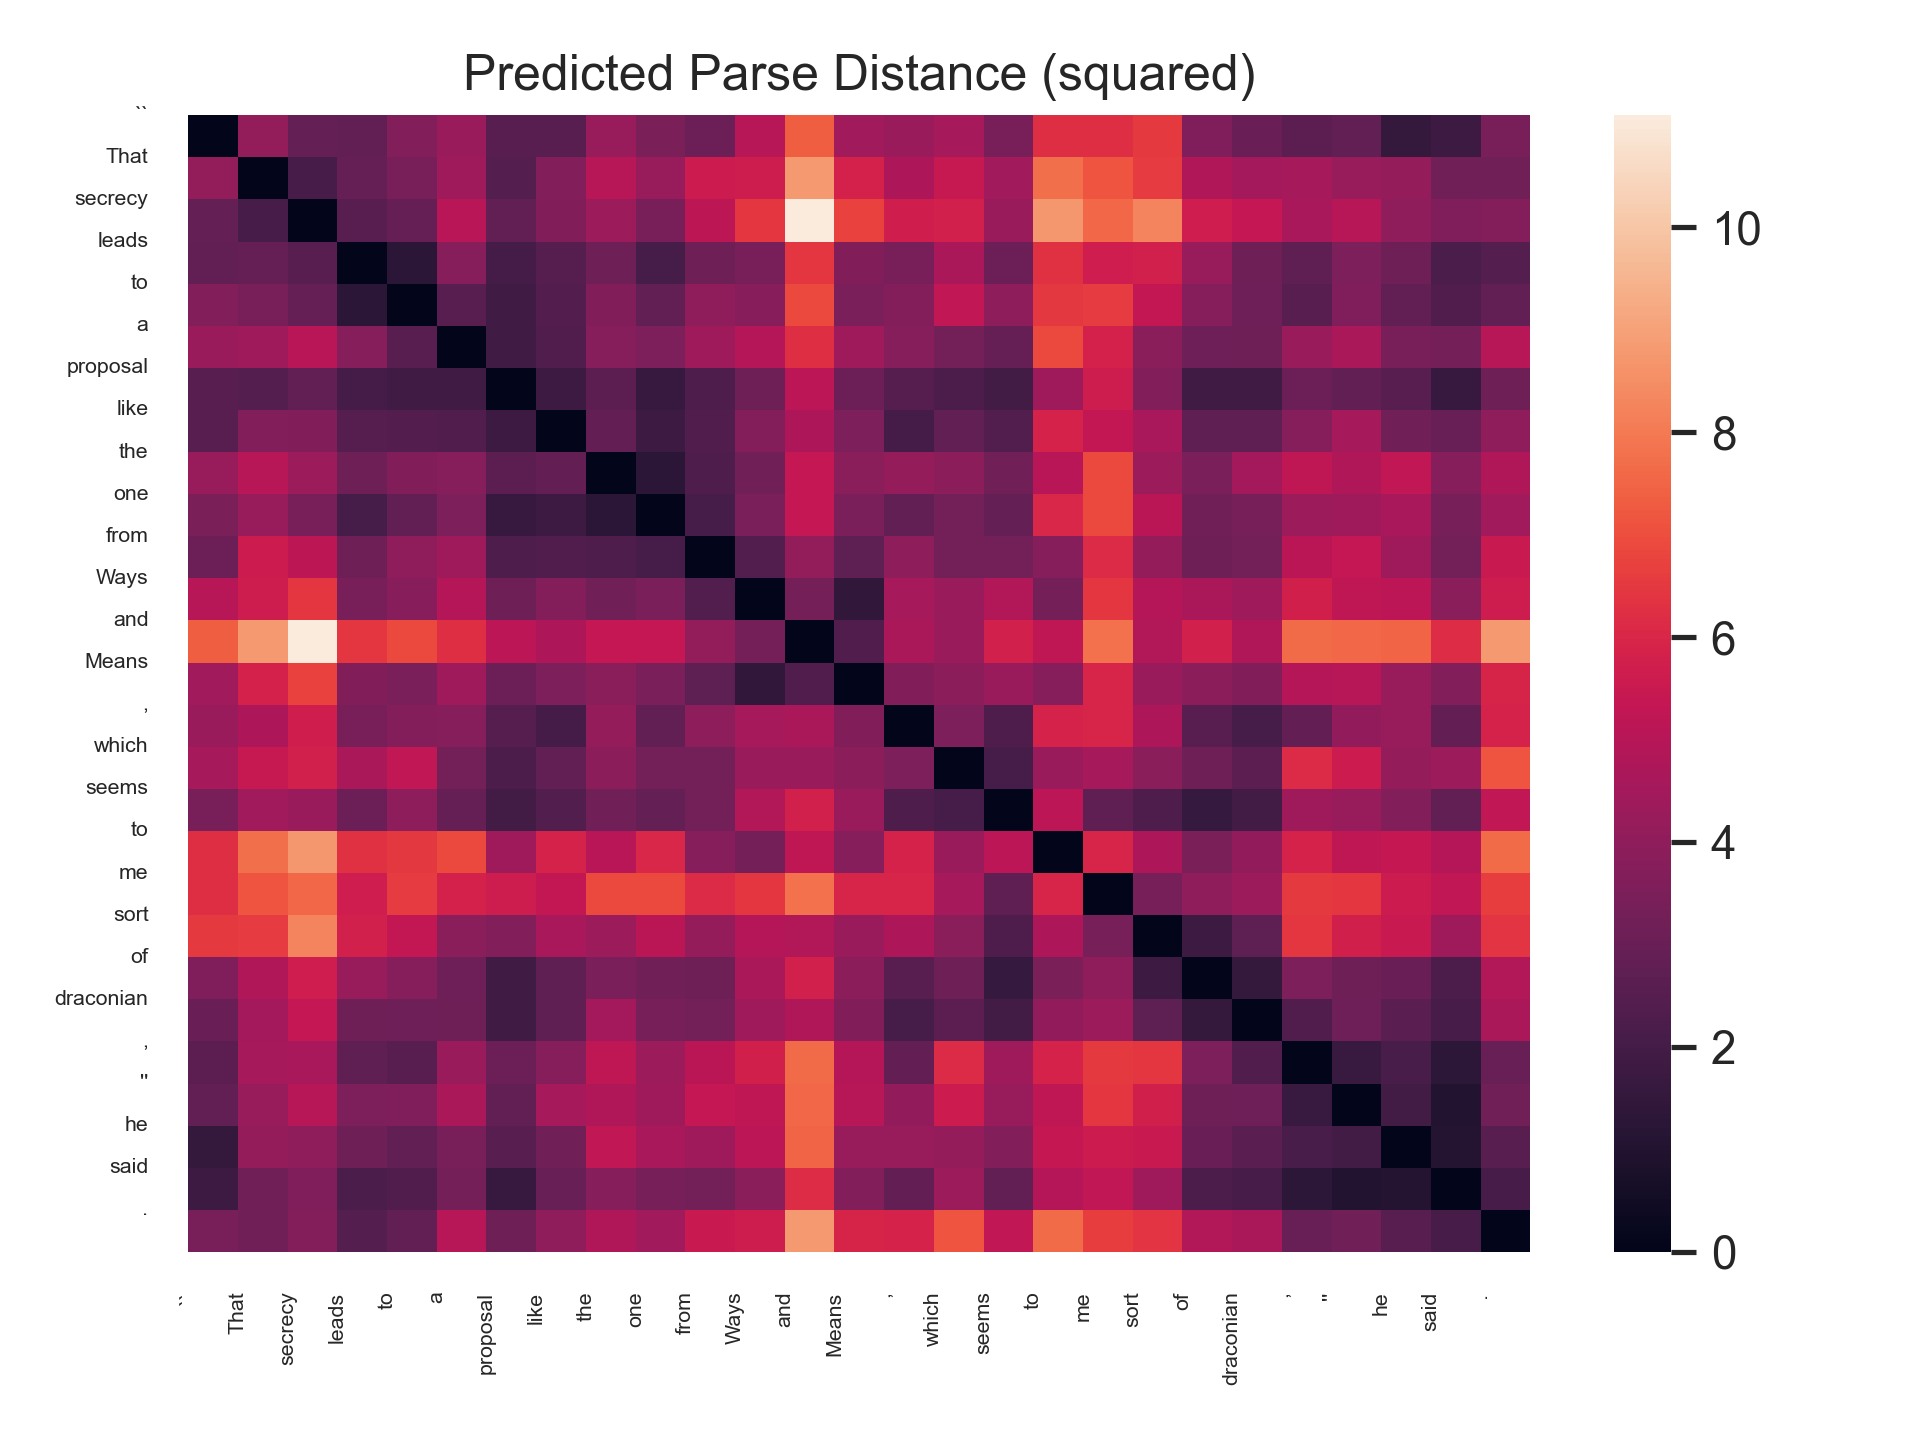 Predicted Parse Distance (squared)
``
That
secrecy
leads
to
a
proposal
like
the
one
from
Ways
and
Means
,
which
seems
to
me
sort
of
draconian
,
''
he
said
.
10
8
6
4
2
0
`` That secrecy leads to a proposal like the one from Ways and Means , which seems to me sort of draconian , '' he said .